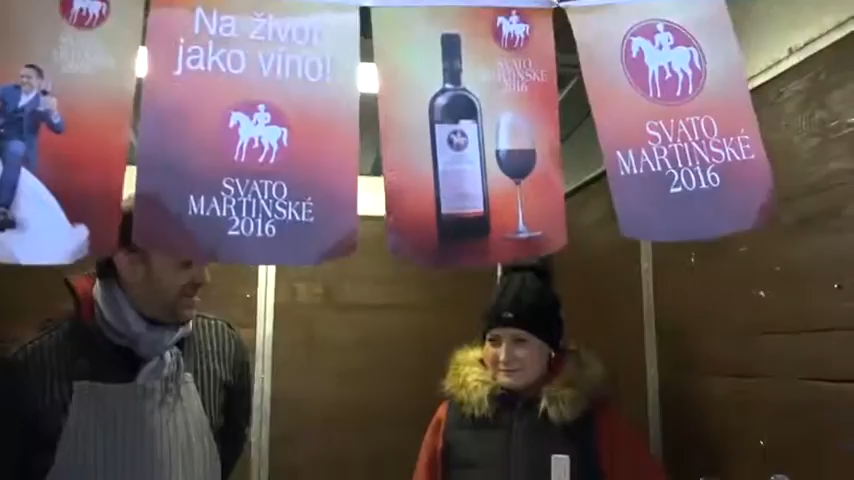 Na život
jako víno!
SVATO
MARTINSKÉ
2016
SVATO
MARTINSKÉ
2016
SVATO
MARTINSKÉ
2016